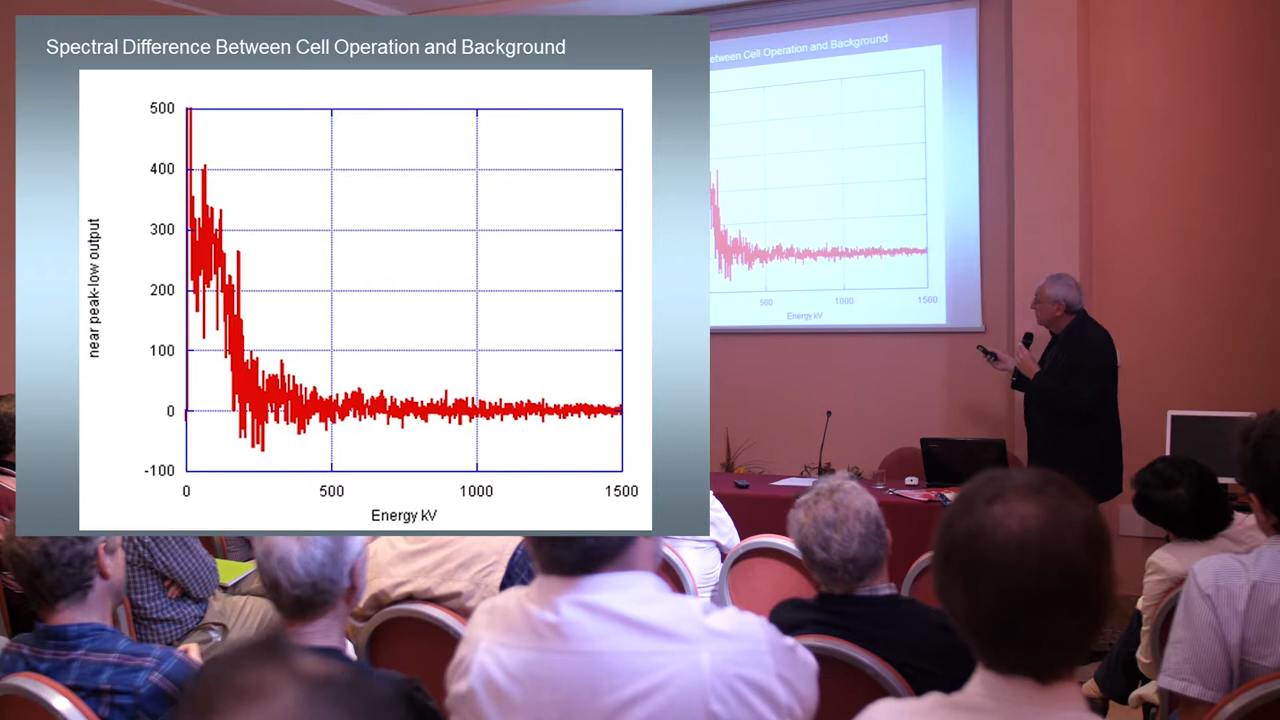 Spectral Difference Between Cell Operation and Background
500
400
300
200
100
0
-100
near peak-low output
0 500 1000 1500
Energy kV
Between Cell Operation and Background
500 1000 1500
Energy kV